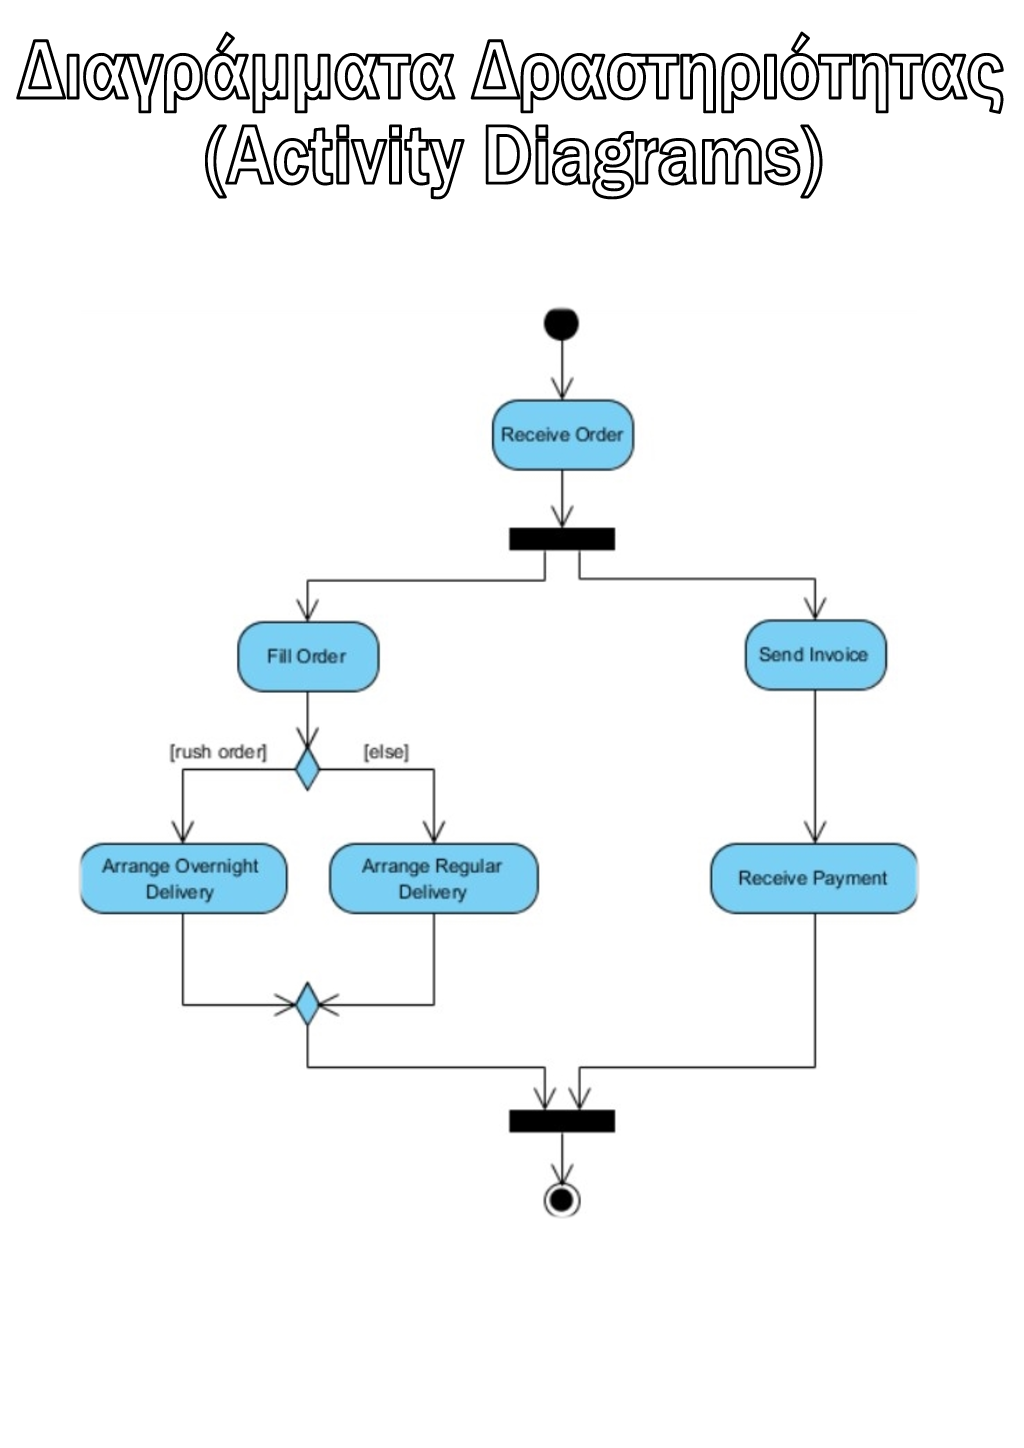 Διαγράμματα Δραστηριότητας
(Activity Diagrams)
Receive Order
Fill Order
Send Invoice
[rush order]
[else]
Arrange Overnight
Delivery
Arrange Regular
Delivery
Receive Payment